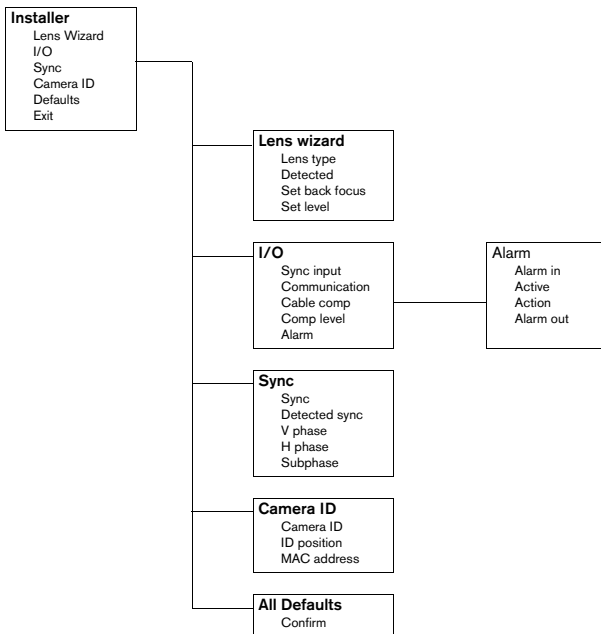 Installer
Lens Wizard
I/O
Sync
Camera ID
Defaults
Exit
Lens wizard
Lens type
Detected
Set back focus
Set level
I/O
Sync input
Communication
Cable comp
Comp level
Alarm
Alarm
Alarm in
Active
Action
Alarm out
Sync
Sync
Detected sync
V phase
H phase
Subphase
Camera ID
Camera ID
ID position
MAC address
All Defaults
Confirm